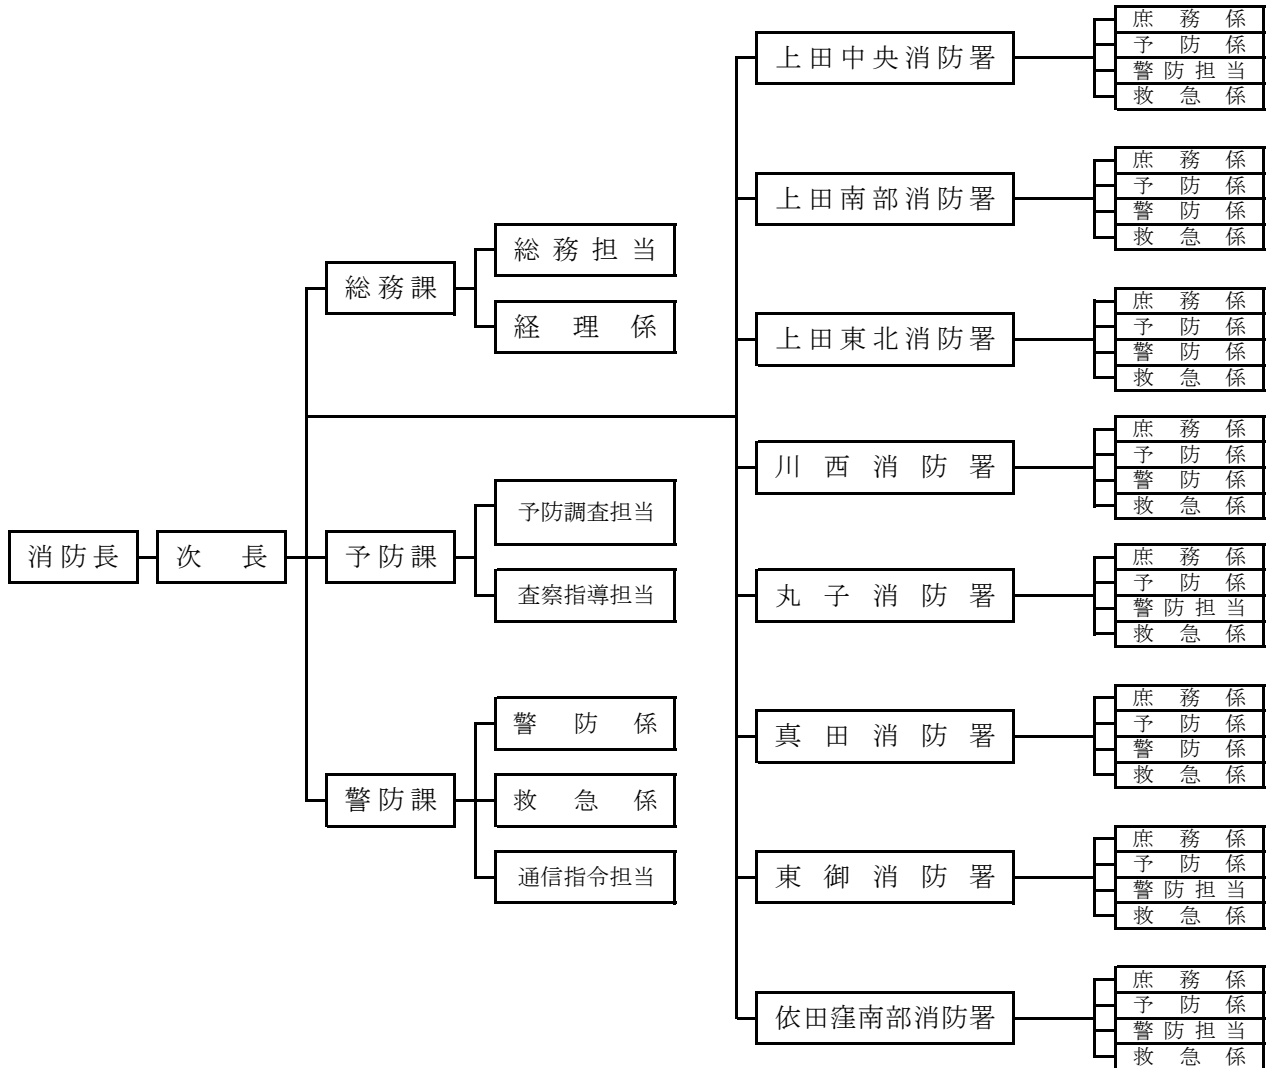 消防長
次長
総務課
総務担当
経理係
予防課
予防調査担当
査察指導担当
警防課
警防係
救急係
通信指令担当
上田中央消防署
庶務係
予防係
警防担当
救急係
上田南部消防署
庶務係
予防係
警防係
救急係
上田東北消防署
庶務係
予防係
警防係
救急係
川西消防署
庶務係
予防係
警防係
救急係
丸子消防署
庶務係
予防係
警防担当
救急係
真田消防署
庶務係
予防係
警防係
救急係
東御消防署
庶務係
予防係
警防担当
救急係
依田窪南部消防署
庶務係
予防係
警防担当
救急係